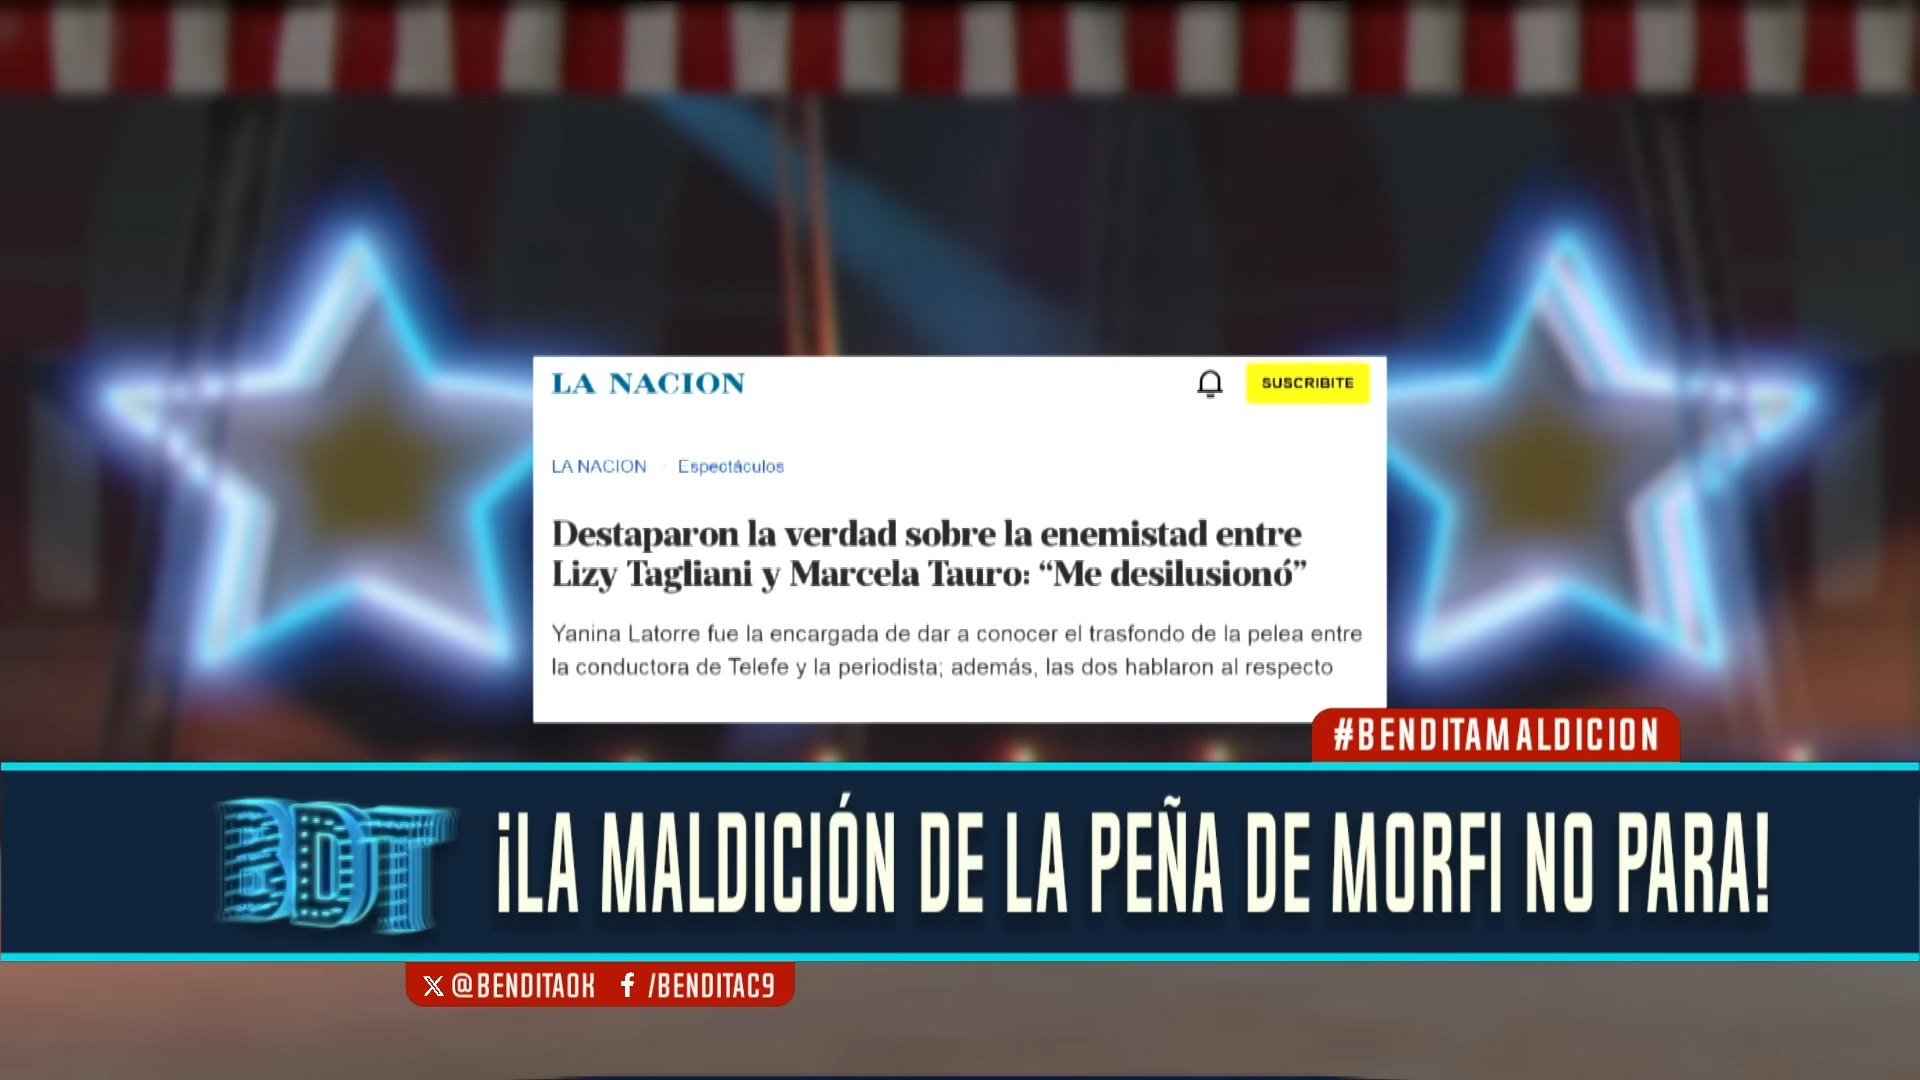 LA NACION
SUSCRIBITE
LA NACION · Espectáculos
Destaparon la verdad sobre la enemistad entre
Lizy Tagliani y Marcela Tauro: “Me desilusionó”
Yanina Latorre fue la encargada de dar a conocer el trasfondo de la pelea entre
la conductora de Telefe y la periodista; además, las dos hablaron al respecto
#BENDITAMALDICION
BDT
¡LA MALDICIÓN DE LA PEÑA DE MORFI NO PARA!
X @BENDITAOK f /BENDITAC9